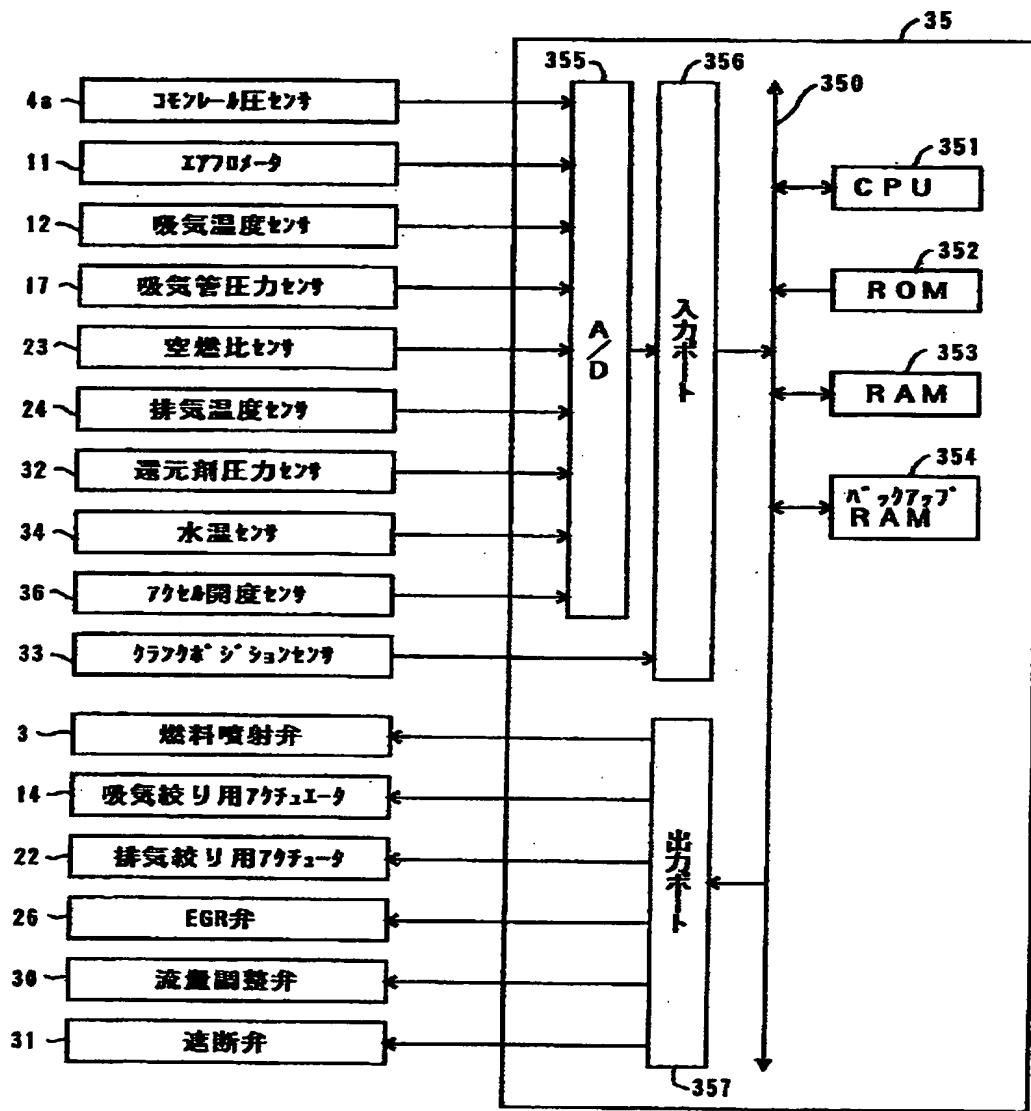 35
355
356
350
4a コモンレール圧センサ
11 エアフロメータ
12 吸気温度センサ
17 吸気管圧力センサ
23 空燃比センサ
24 排気温度センサ
32 還元剤圧力センサ
34 水温センサ
36 アクセル開度センサ
33 クランクポジションセンサ
A/D
入力ポート
351
CPU
352
ROM
353
RAM
354
バックアップ
RAM
3 燃料噴射弁
14 吸気絞り用アクチュエータ
22 排気絞り用アクチュータ
26 EGR弁
30 流量調整弁
31 遮断弁
出力ポート
357